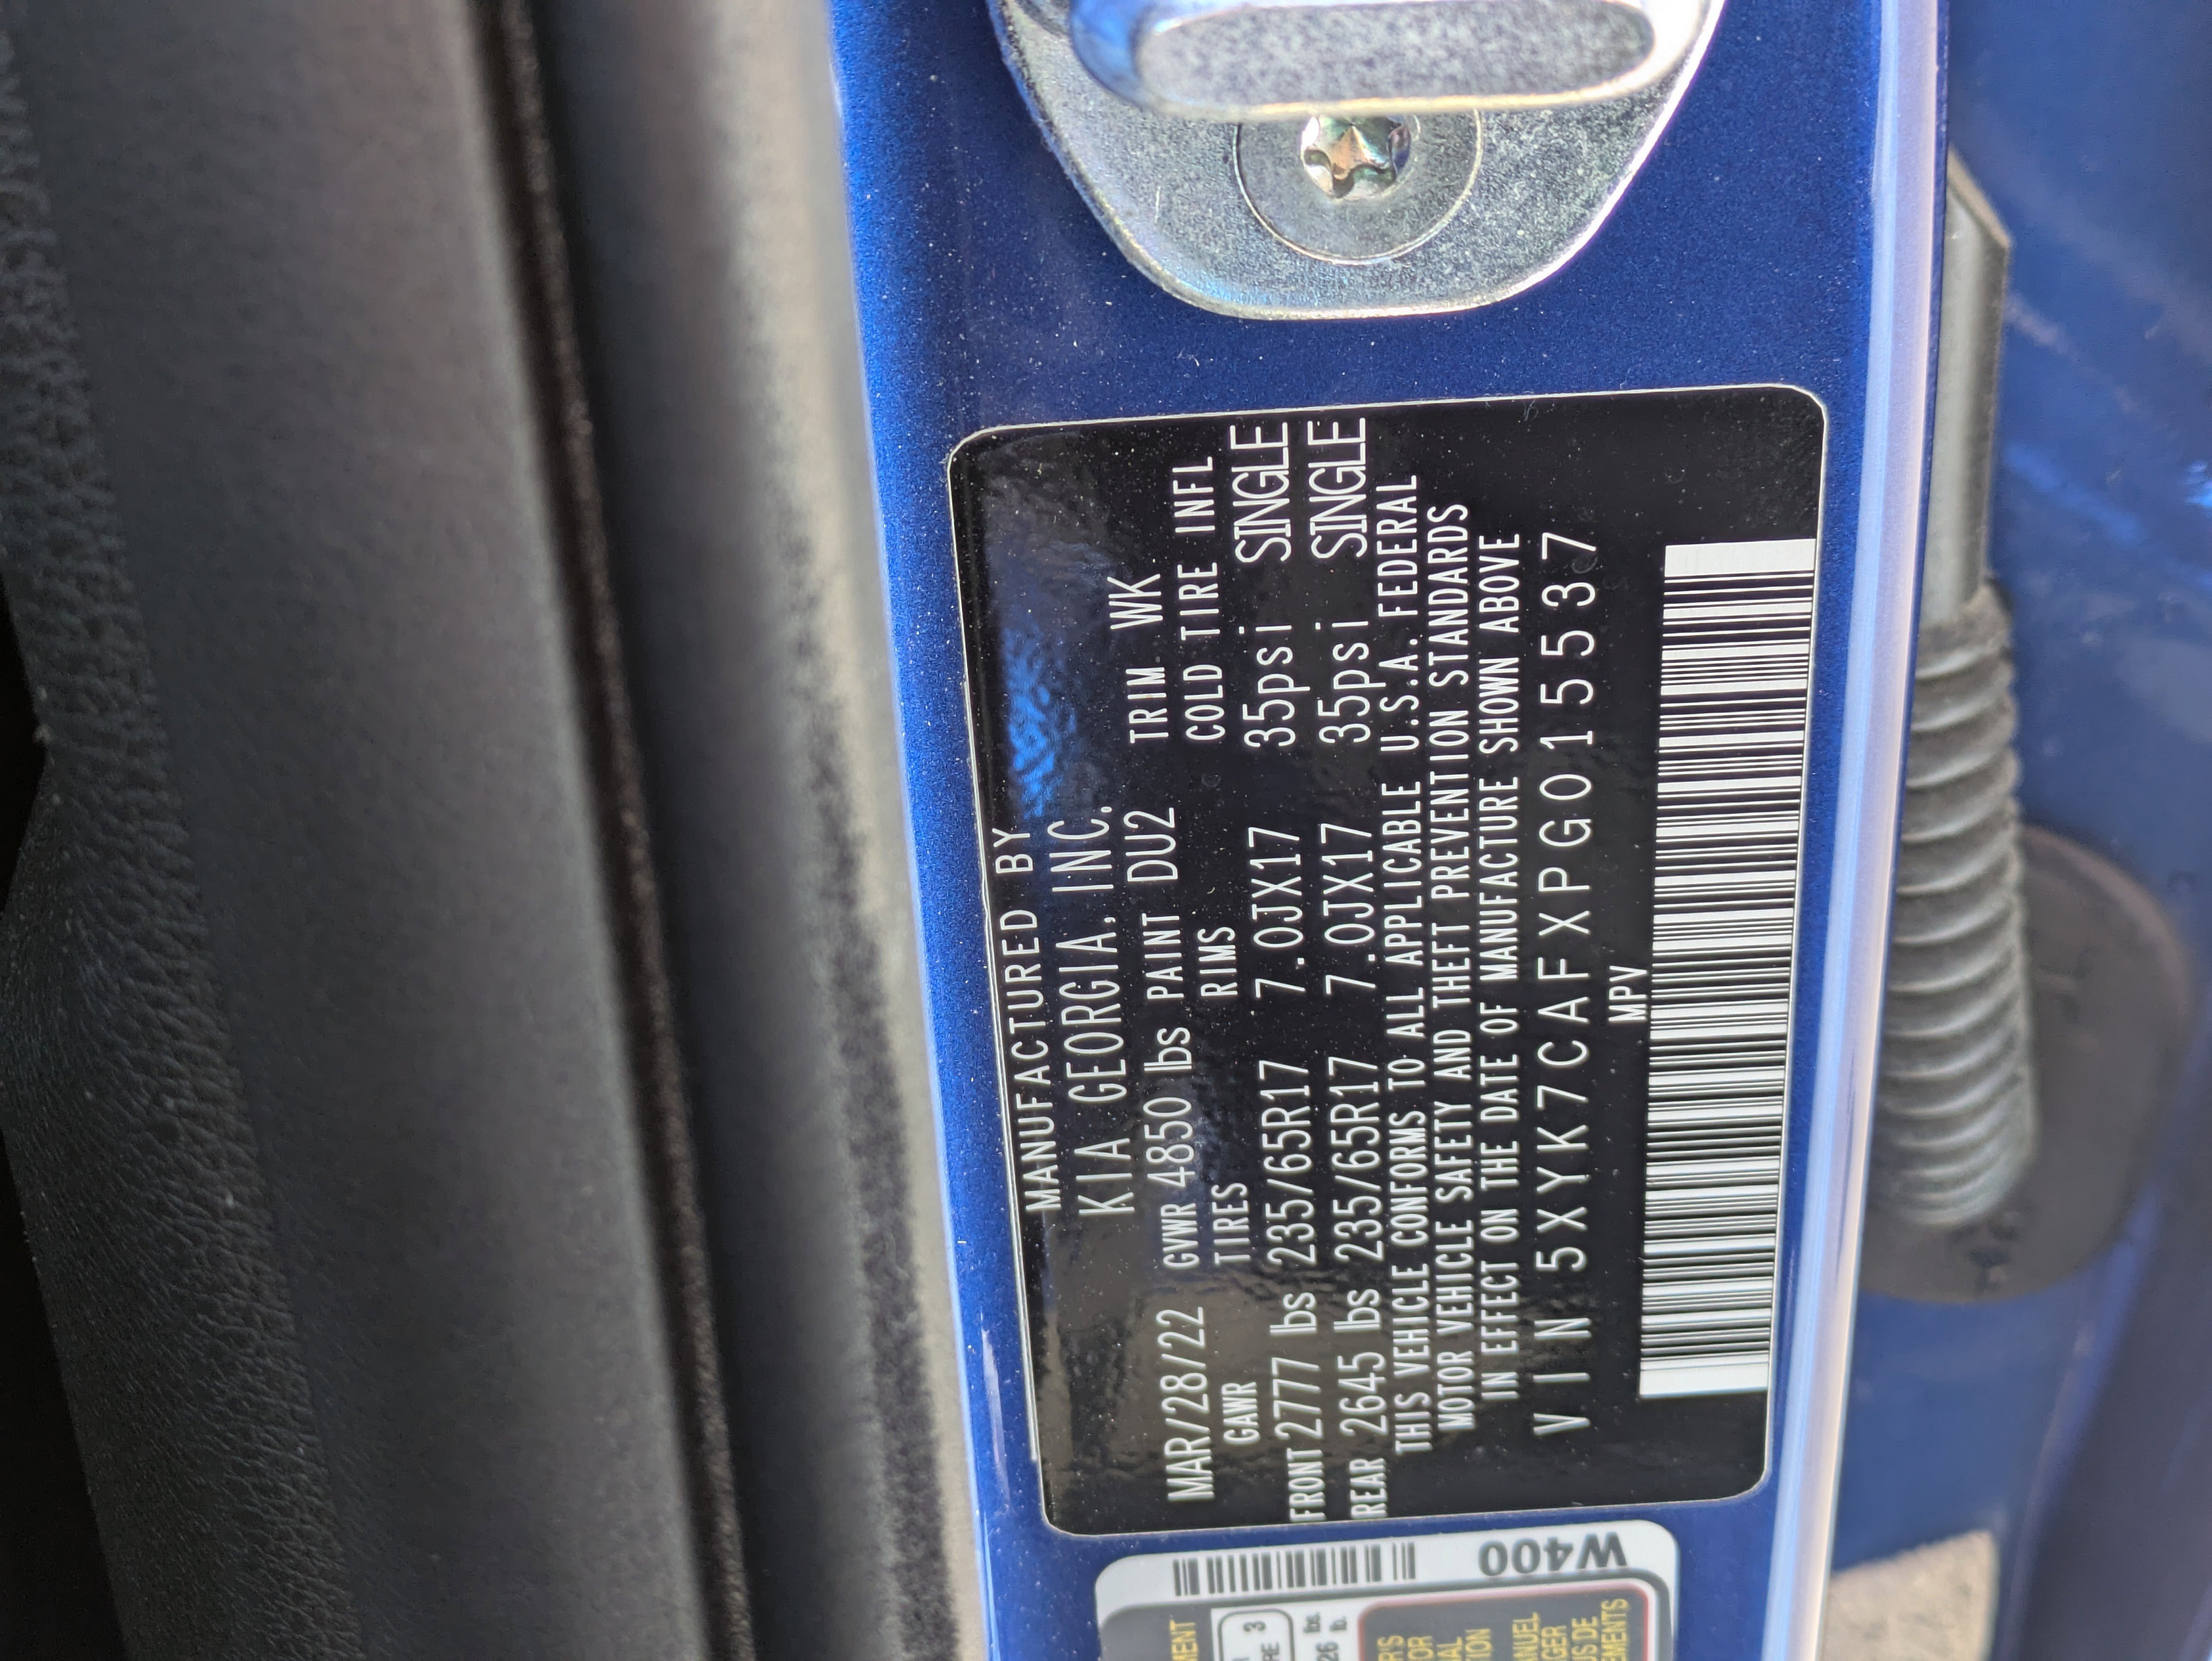 MANUFACTURED BY
KIA GEORGIA, INC.
MAR/28/22 GVWR 4850 lbs PAINT DU2 TRIM WK
GAWR TIRES RIMS COLD TIRE INFL
FRONT 2777 lbs 235/65R17 7.0JX17 35psi SINGLE
REAR 2645 lbs 235/65R17 7.0JX17 35psi SINGLE
THIS VEHICLE CONFORMS TO ALL APPLICABLE U.S.A. FEDERAL
MOTOR VEHICLE SAFETY AND THEFT PREVENTION STANDARDS
IN EFFECT ON THE DATE OF MANUFACTURE SHOWN ABOVE
VIN 5XYK7CAFXPG015537
MPV
W400